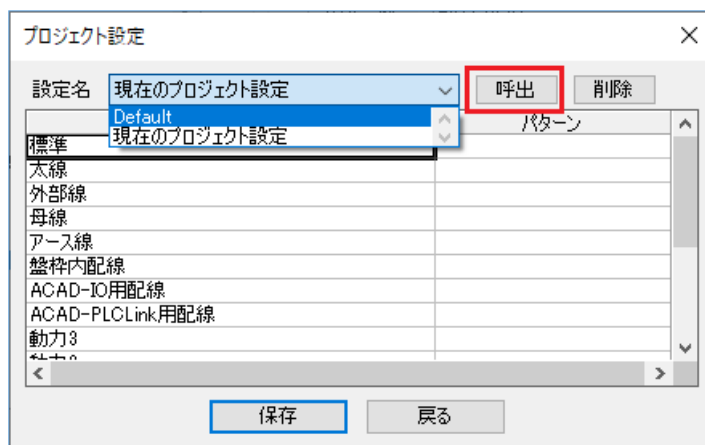 プロジェクト設定
設定名 現在のプロジェクト設定 呼出 削除
Default
現在のプロジェクト設定
パターン
標準
太線
外部線
母線
アース線
盤枠内配線
ACAD-IO用配線
ACAD-PLCLink用配線
動力3
保存 戻る